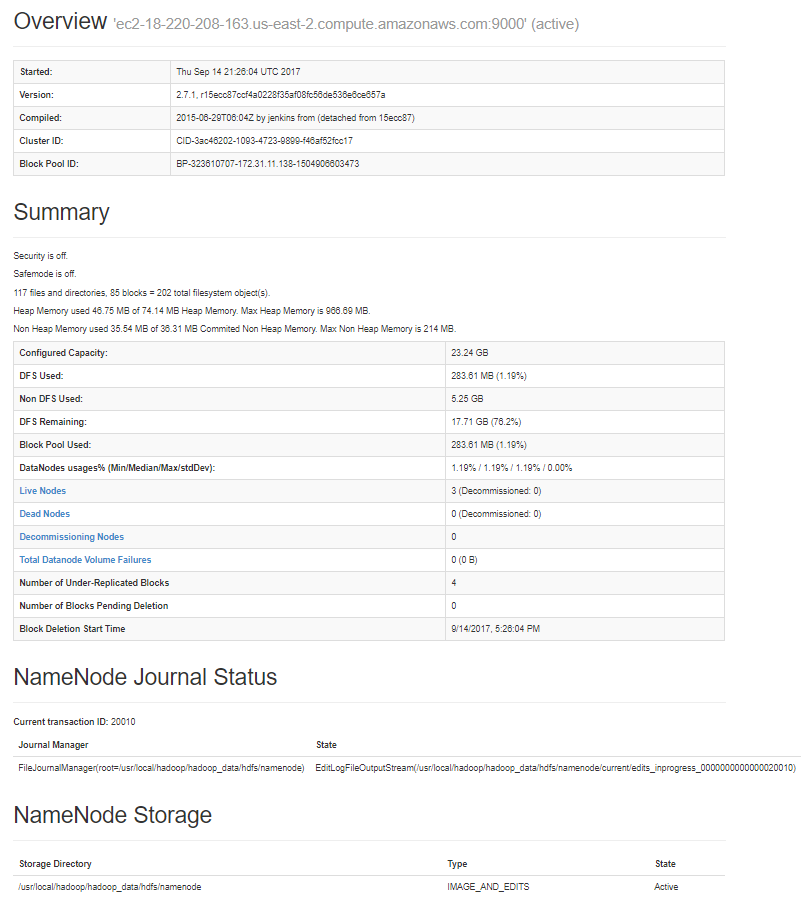 Overview 'ec2-18-220-208-163.us-east-2.compute.amazonaws.com:9000' (active)
Started: Thu Sep 14 21:26:04 UTC 2017
Version: 2.7.1, r15ecc87ccf4a0228f35af08fc56de536e6ce657a
Compiled: 2015-06-29T06:04Z by jenkins from (detached from 15ecc87)
Cluster ID: CID-3ac46202-1093-4723-9899-f46af52fcc17
Block Pool ID: BP-323610707-172.31.11.138-1504906603473
Summary
Security is off.
Safemode is off.
117 files and directories, 85 blocks = 202 total filesystem object(s).
Heap Memory used 46.75 MB of 74.14 MB Heap Memory. Max Heap Memory is 966.69 MB.
Non Heap Memory used 35.54 MB of 36.31 MB Commited Non Heap Memory. Max Non Heap Memory is 214 MB.
Configured Capacity: 23.24 GB
DFS Used: 283.61 MB (1.19%)
Non DFS Used: 5.25 GB
DFS Remaining: 17.71 GB (76.2%)
Block Pool Used: 283.61 MB (1.19%)
DataNodes usages% (Min/Median/Max/stdDev): 1.19% / 1.19% / 1.19% / 0.00%
Live Nodes 3 (Decommissioned: 0)
Dead Nodes 0 (Decommissioned: 0)
Decommissioning Nodes 0
Total Datanode Volume Failures 0 (0 B)
Number of Under-Replicated Blocks 4
Number of Blocks Pending Deletion 0
Block Deletion Start Time 9/14/2017, 5:26:04 PM
NameNode Journal Status
Current transaction ID: 20010
Journal Manager State
FileJournalManager(root=/usr/local/hadoop/hadoop_data/hdfs/namenode) EditLogFileOutputStream(/usr/local/hadoop/hadoop_data/hdfs/namenode/current/edits_inprogress_0000000000000020010)
NameNode Storage
Storage Directory Type State
/usr/local/hadoop/hadoop_data/hdfs/namenode IMAGE_AND_EDITS Active